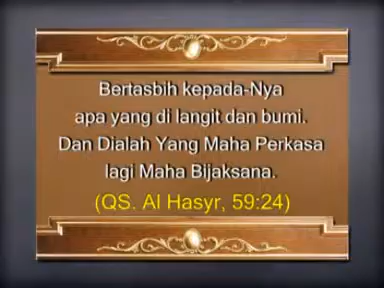 Bertasbih kepada-Nya
apa yang di langit dan bumi.
Dan Dialah Yang Maha Perkasa
lagi Maha Bijaksana.
(QS. Al Hasyr, 59:24)